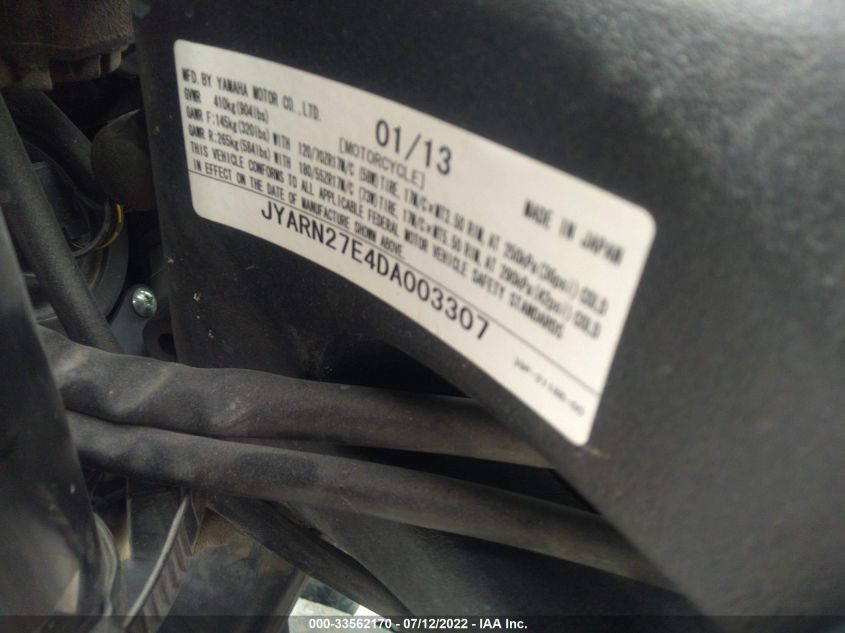 MFD. BY YAMAHA MOTOR CO., LTD.
01/13
MADE IN JAPAN
GVWR 410kg(904lbs)
[MOTORCYCLE]
GAWR F:145kg(320lbs) WITH 120/70ZR17M/C (58W)TIRE, 17M/C×MT3.50 RIM, AT 250kPa(36psi) COLD
GAWR R:265kg(584lbs) WITH 180/55ZR17M/C (73W)TIRE, 17M/C×MT5.50 RIM, AT 290kPa(42psi) COLD
THIS VEHICLE CONFORMS TO ALL APPLICABLE FEDERAL MOTOR VEHICLE SAFETY STANDARDS
IN EFFECT ON THE DATE OF MANUFACTURE SHOWN ABOVE.
JYARN27E4DA003307
000-33562170 - 07/12/2022 - IAA Inc.